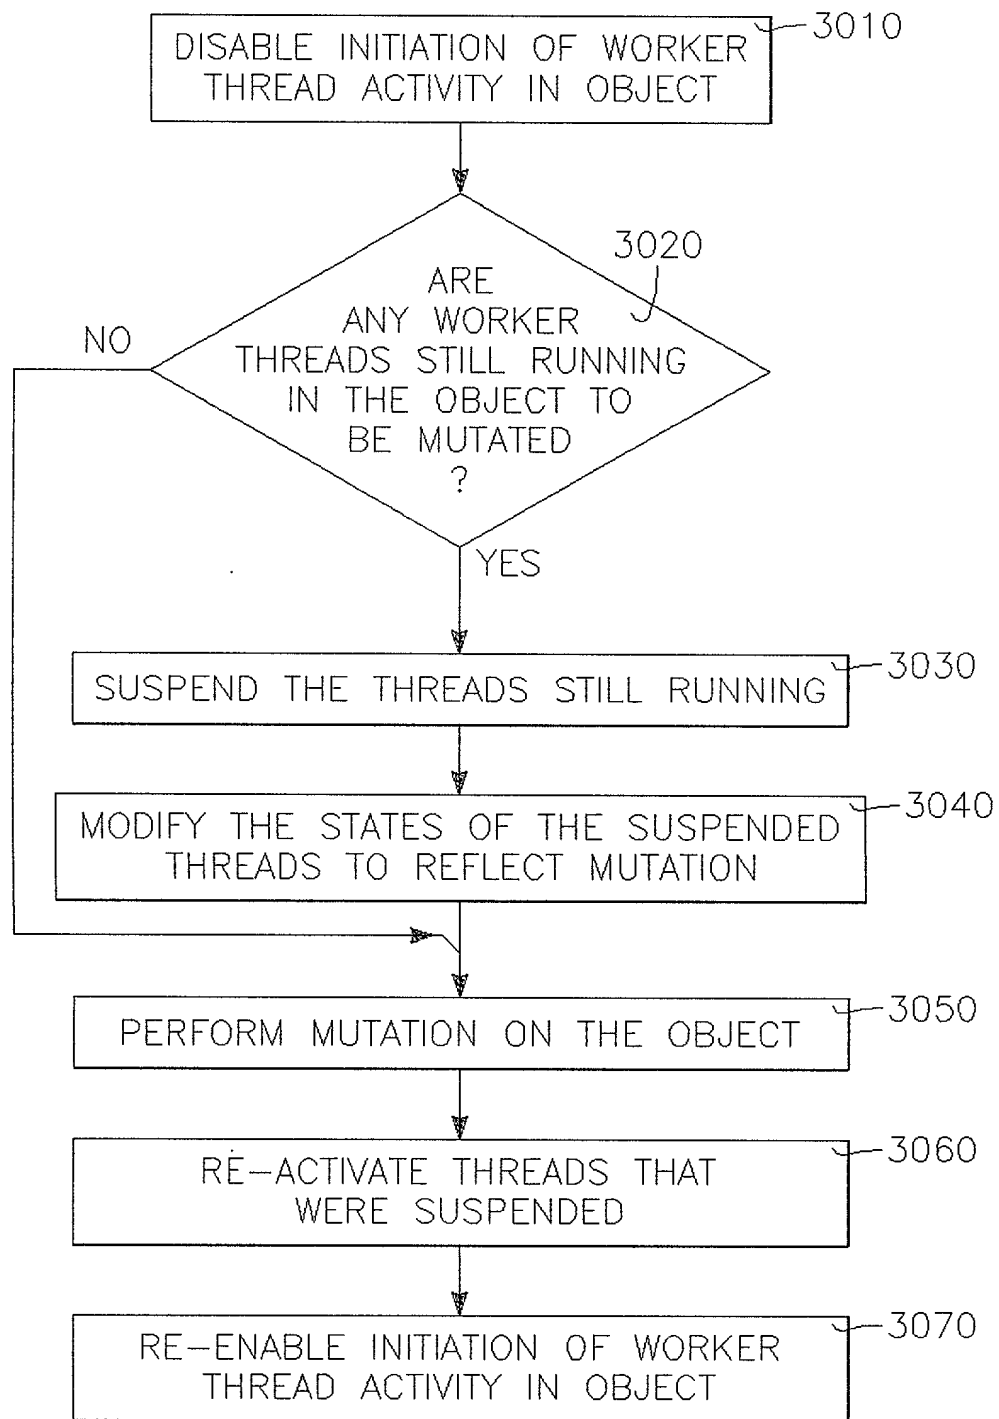 3010
DISABLE INITIATION OF WORKER
THREAD ACTIVITY IN OBJECT
3020
ARE
ANY WORKER
THREADS STILL RUNNING
IN THE OBJECT TO
BE MUTATED
?
NO
YES
3030
SUSPEND THE THREADS STILL RUNNING
3040
MODIFY THE STATES OF THE SUSPENDED
THREADS TO REFLECT MUTATION
3050
PERFORM MUTATION ON THE OBJECT
3060
RE-ACTIVATE THREADS THAT
WERE SUSPENDED
3070
RE-ENABLE INITIATION OF WORKER
THREAD ACTIVITY IN OBJECT